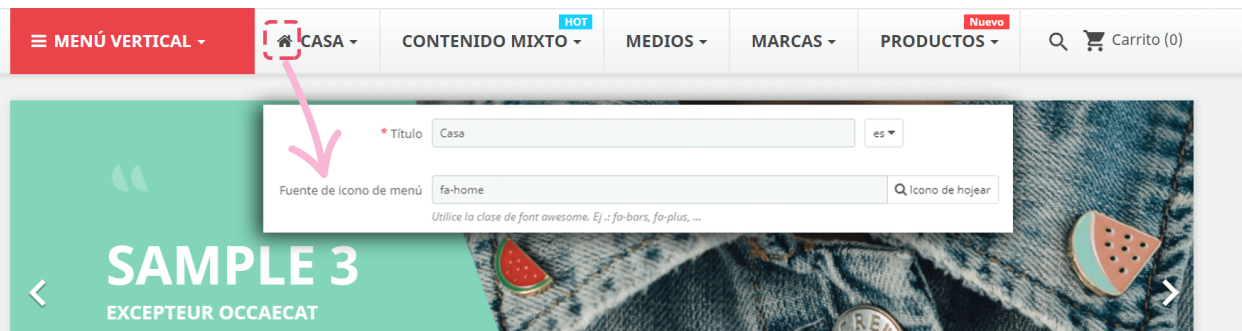 HOT
Nuevo
MENÚ VERTICAL CASA CONTENIDO MIXTO MEDIOS MARCAS PRODUCTOS Carrito (0)
* Título Casa es
Fuente de icono de menú fa-home Icono de hojear
Utilice la clase de font awesome. Ej .: fa-bars, fa-plus, ...
SAMPLE 3
EXCEPTEUR OCCAECAT